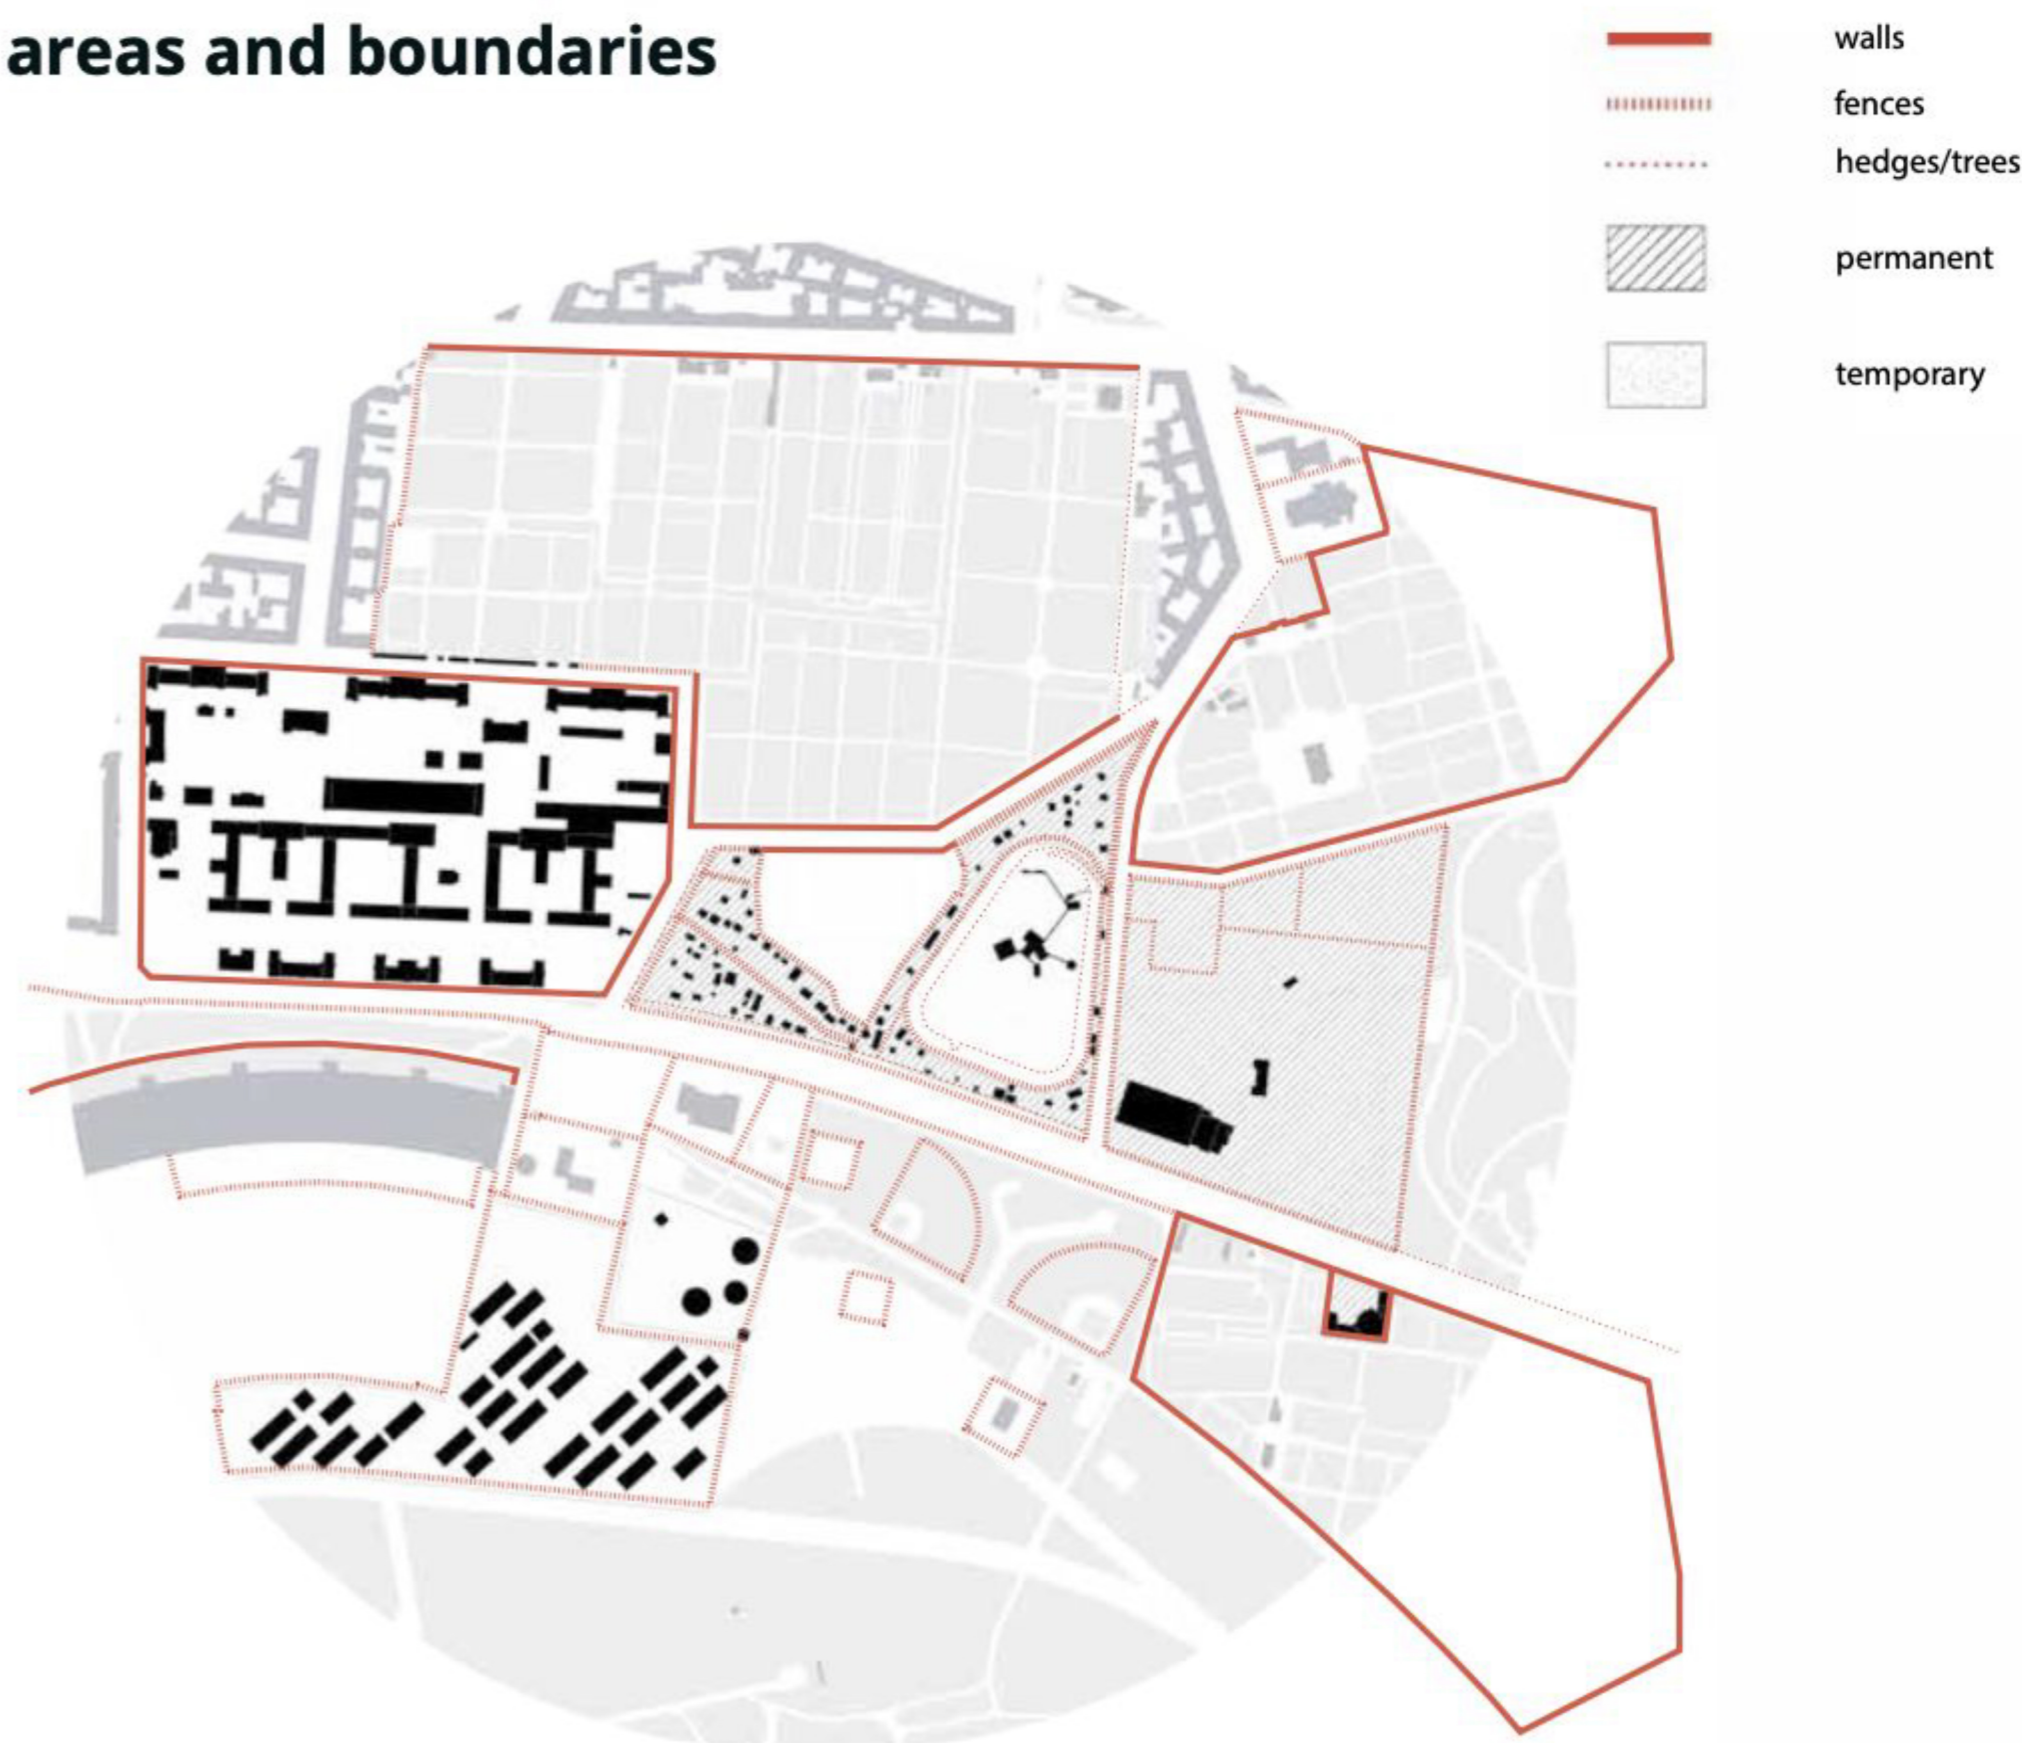 areas and boundaries
walls
fences
hedges/trees
permanent
temporary